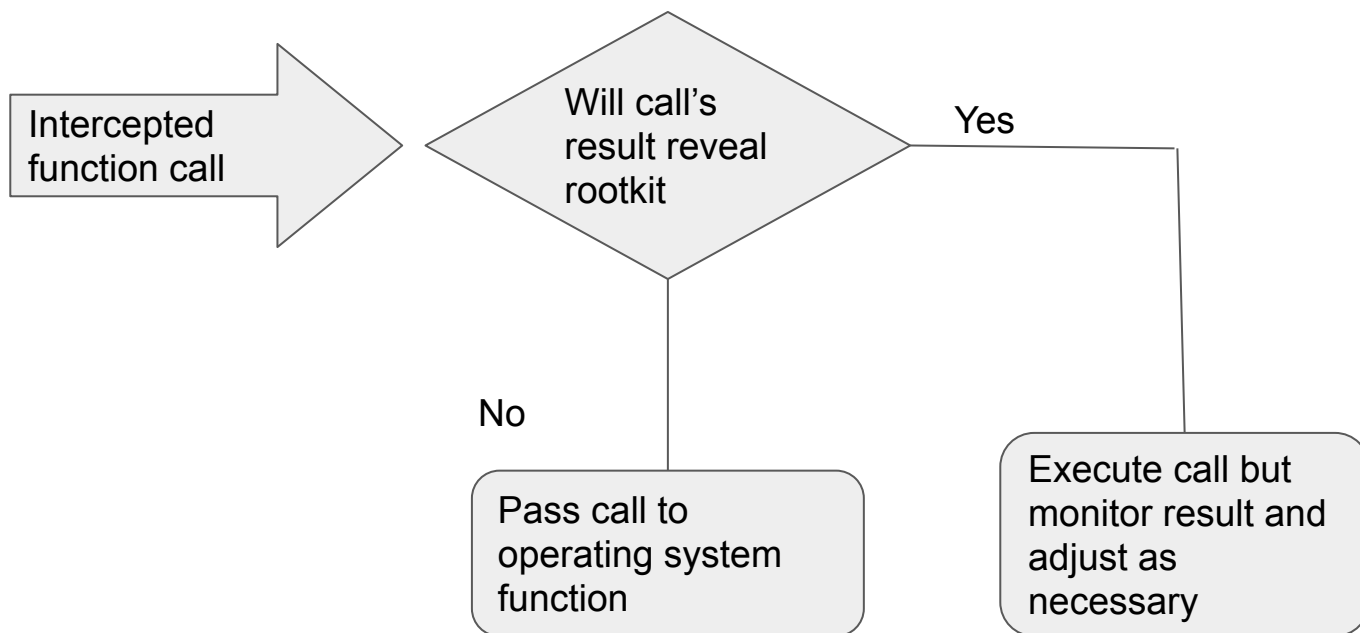 Intercepted
function call
Will call’s
result reveal
rootkit
Yes
No
Pass call to
operating system
function
Execute call but
monitor result and
adjust as
necessary